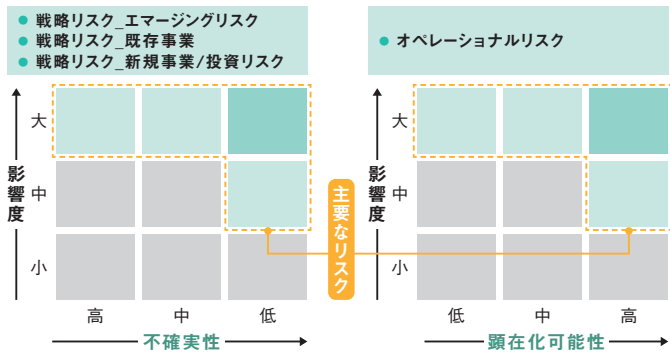 戦略リスク_エマージングリスク
戦略リスク_既存事業
戦略リスク_新規事業/投資リスク
大
中
小
影響度
高 中 低
不確実性
主要なリスク
オペレーショナルリスク
大
中
小
影響度
低 中 高
顕在化可能性